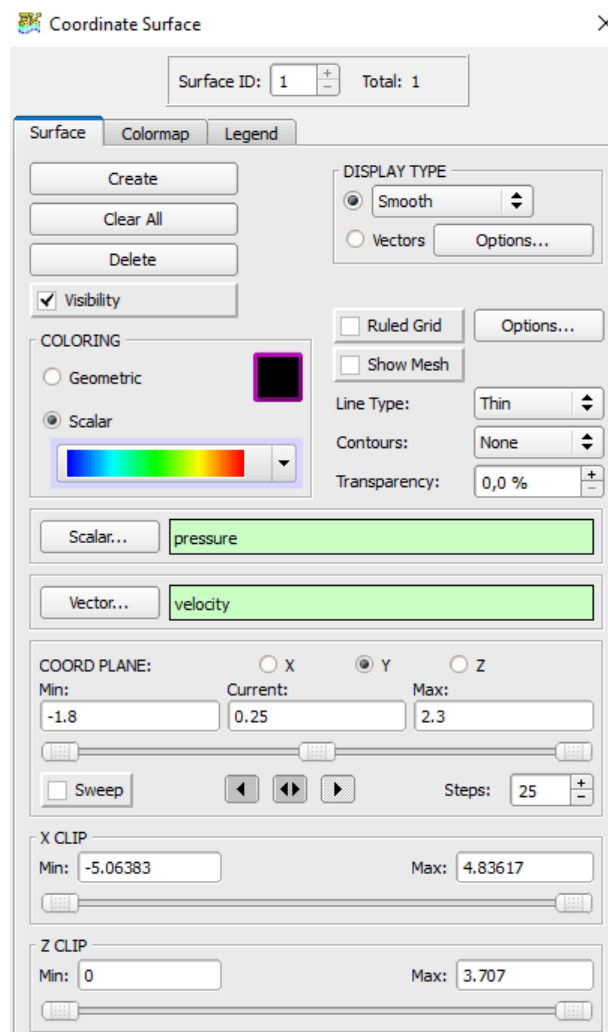 Coordinate Surface
Surface ID: 1 Total: 1
Surface Colormap Legend
Create
Clear All
Delete
Visibility
DISPLAY TYPE
Smooth
Vectors Options...
COLORING
Geometric
Scalar
Ruled Grid Options...
Show Mesh
Line Type: Thin
Contours: None
Transparency: 0,0 %
Scalar... pressure
Vector... velocity
COORD PLANE: X Y Z
Min: Current: Max:
-1.8 0.25 2.3
Sweep Steps: 25
X CLIP
Min: -5.06383 Max: 4.83617
Z CLIP
Min: 0 Max: 3.707